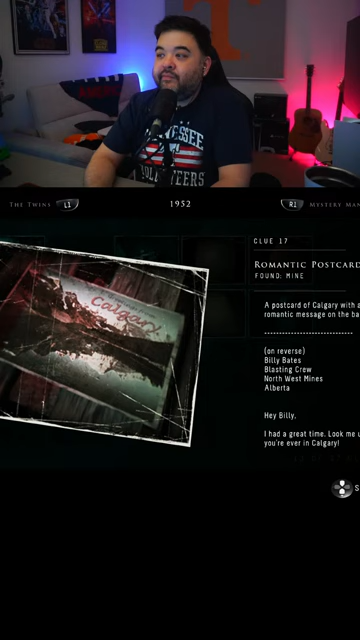 TENNESSEE
VOLUNTEERS
The Twins L1
1952
R1 Mystery Man
CLUE 17
Romantic Postcard
FOUND: MINE
A postcard of Calgary with a
romantic message on the ba
(on reverse)
Billy Bates
Blasting Crew
North West Mines
Alberta
Hey Billy,
I had a great time. Look me u
you're ever in Calgary!
Calgary
S